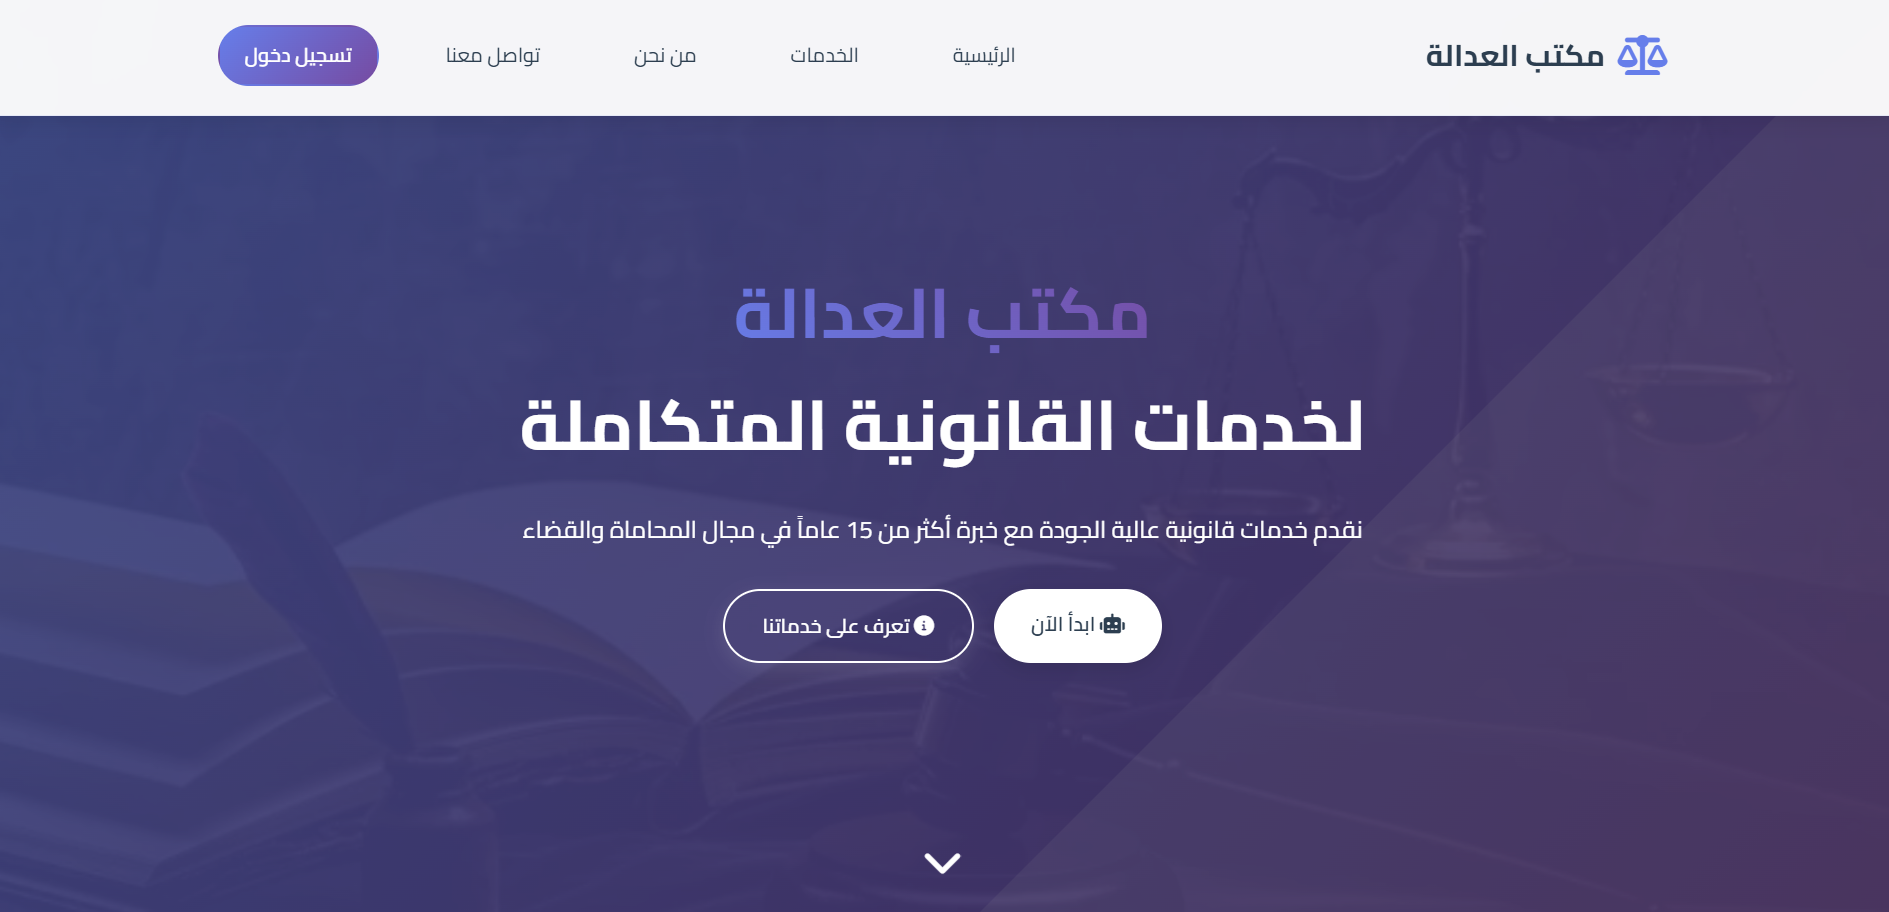 مكتب العدالة
الرئيسية
الخدمات
من نحن
تواصل معنا
تسجيل دخول
مكتب العدالة
لخدمات القانونية المتكاملة
نقدم خدمات قانونية عالية الجودة مع خبرة أكثر من 15 عاماً في مجال المحاماة والقضاء
ابدأ الآن
تعرف على خدماتنا